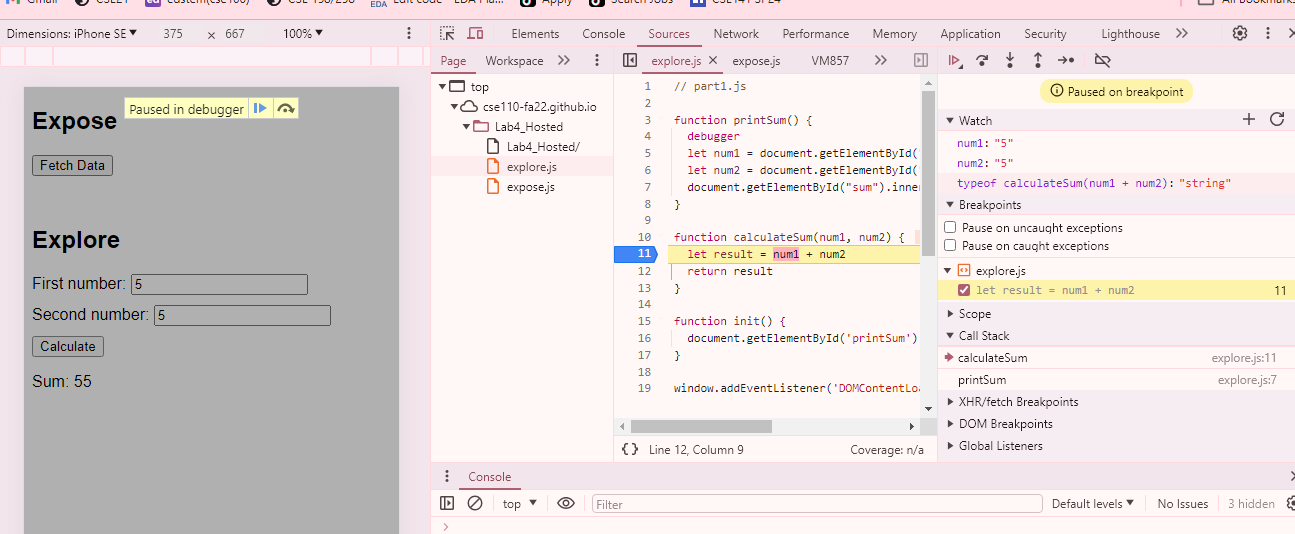 CSE21
Edstem(cse100)
CSE 198/298
EDA
Edit code - EDA Pla...
Apply
Search Jobs
CSE141 SP24
All Bookmarks
Dimensions: iPhone SE ▼ 375 × 667 100% ▼
Elements Console Sources Network Performance Memory Application Security Lighthouse
Page Workspace
explore.js × expose.js VM857
top
cse110-fa22.github.io
Lab4_Hosted
Lab4_Hosted/
explore.js
expose.js
Paused in debugger
Expose
Fetch Data
Explore
First number: 5
Second number: 5
Calculate
Sum: 55
1 // part1.js
2
3 function printSum() {
4 debugger
5 let num1 = document.getElementById(
6 let num2 = document.getElementById(
7 document.getElementById("sum").inne
8 }
9
10 function calculateSum(num1, num2) {
11 let result = num1 + num2
12 return result
13 }
14
15 function init() {
16 document.getElementById('printSum')
17 }
18
19 window.addEventListener('DOMContentLo
{} Line 12, Column 9 Coverage: n/a
Paused on breakpoint
Watch
num1: "5"
num2: "5"
typeof calculateSum(num1 + num2): "string"
Breakpoints
Pause on uncaught exceptions
Pause on caught exceptions
explore.js
let result = num1 + num2 11
Scope
Call Stack
calculateSum explore.js:11
printSum explore.js:7
XHR/fetch Breakpoints
DOM Breakpoints
Global Listeners
Console
top ▼ Filter Default levels ▼ No Issues 3 hidden